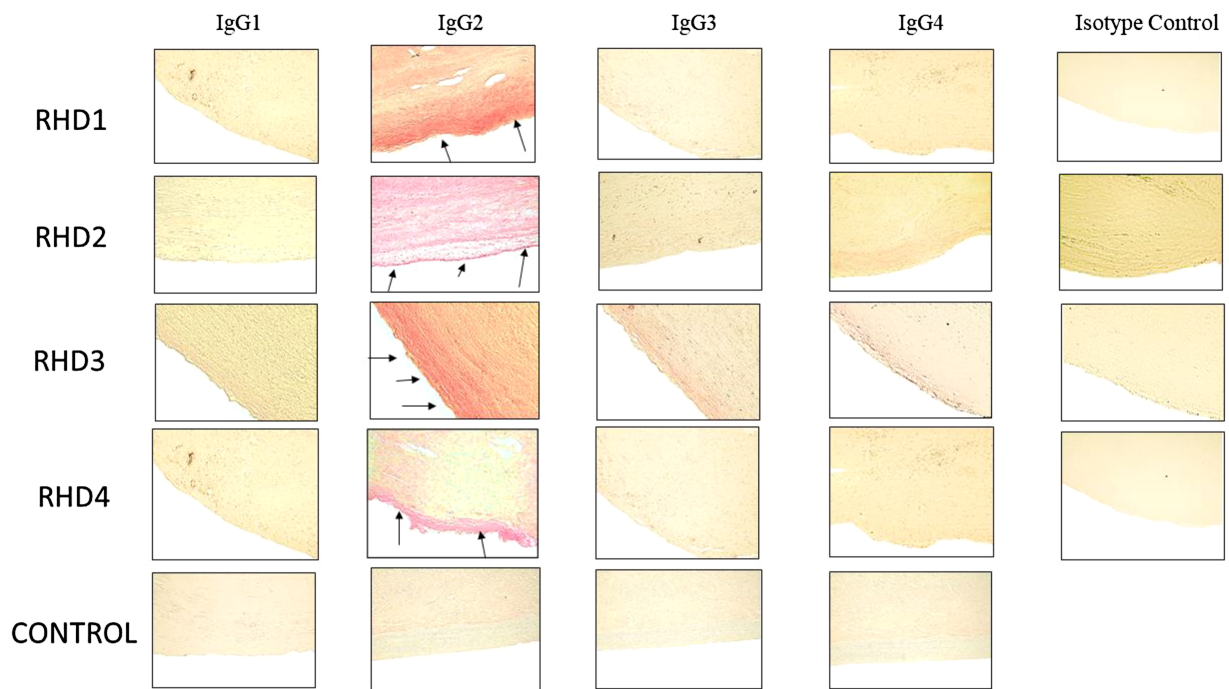 IgG1 IgG2 IgG3 IgG4 Isotype Control
RHD1
RHD2
RHD3
RHD4
CONTROL